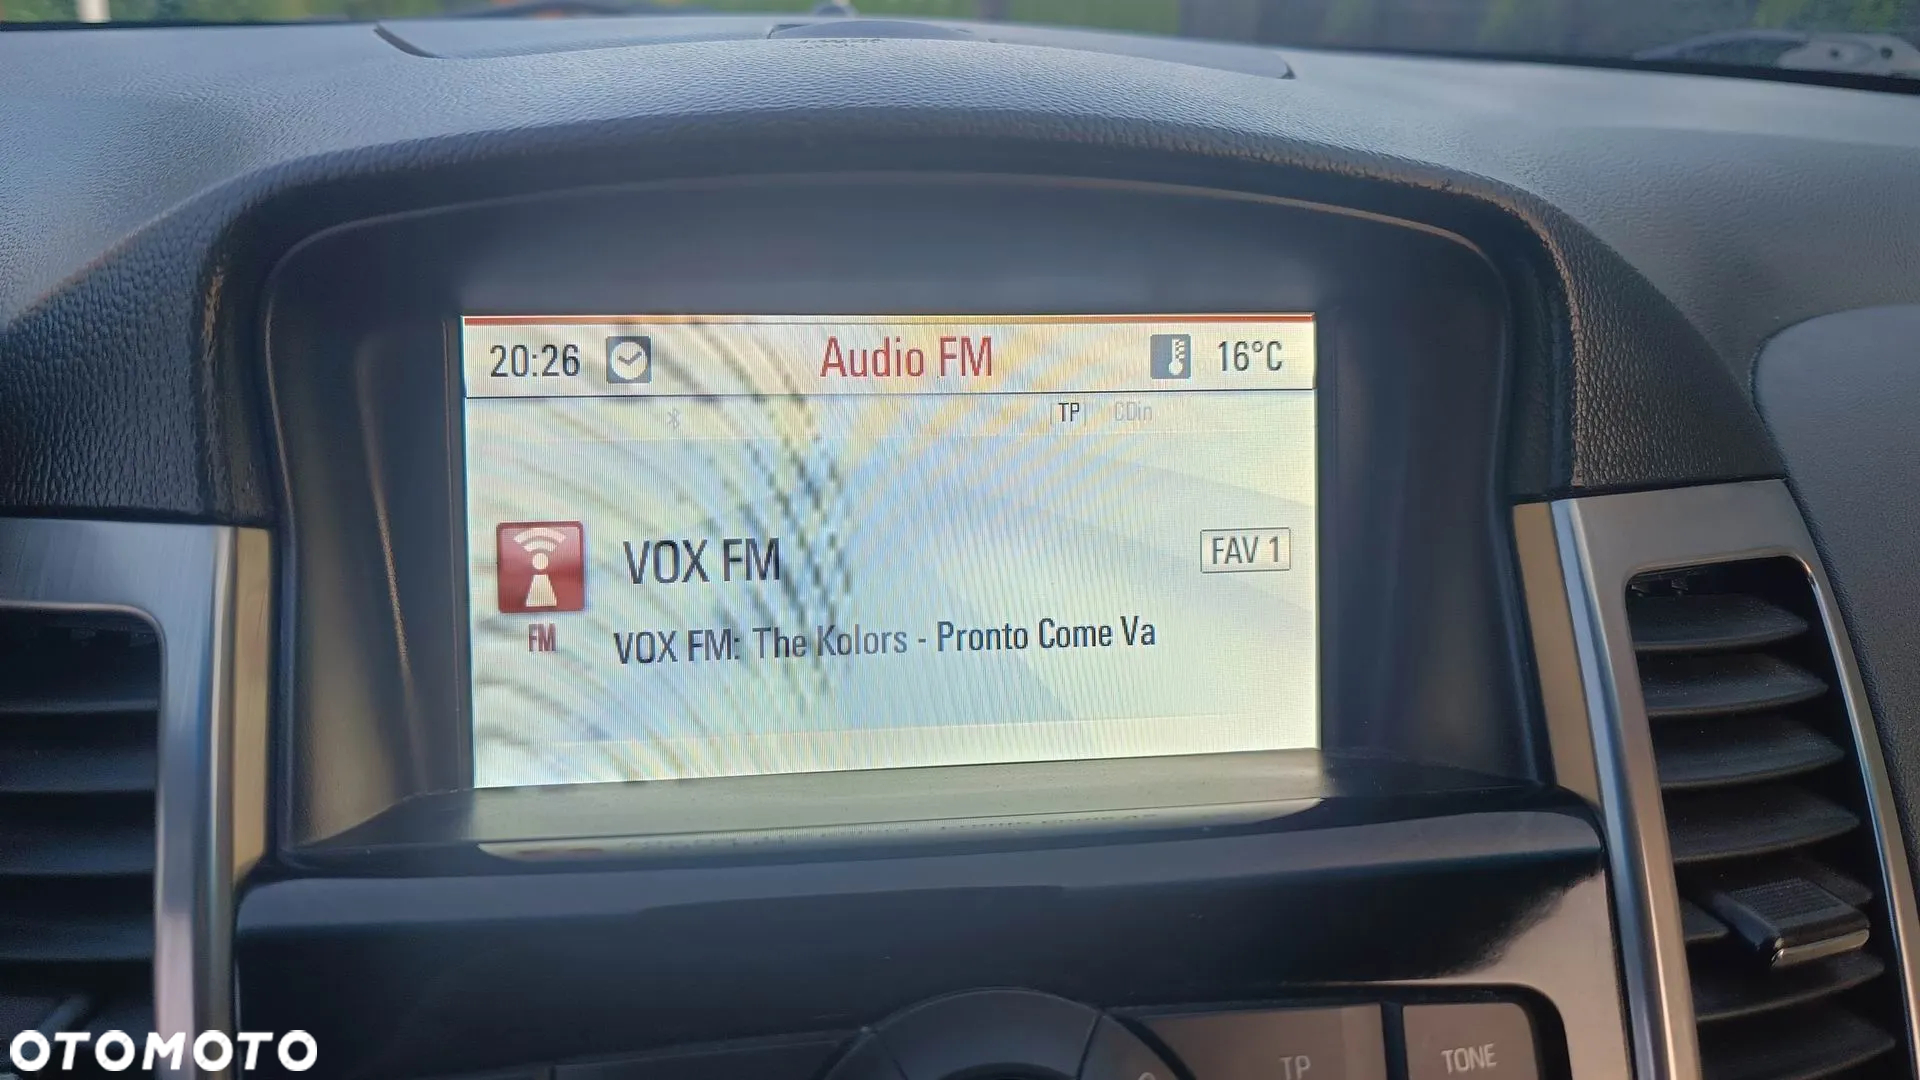 20:26 Audio FM 16°C
TP CDin
VOX FM FAV 1
FM VOX FM: The Kolors - Pronto Come Va
TP TONE
OTOMOTO